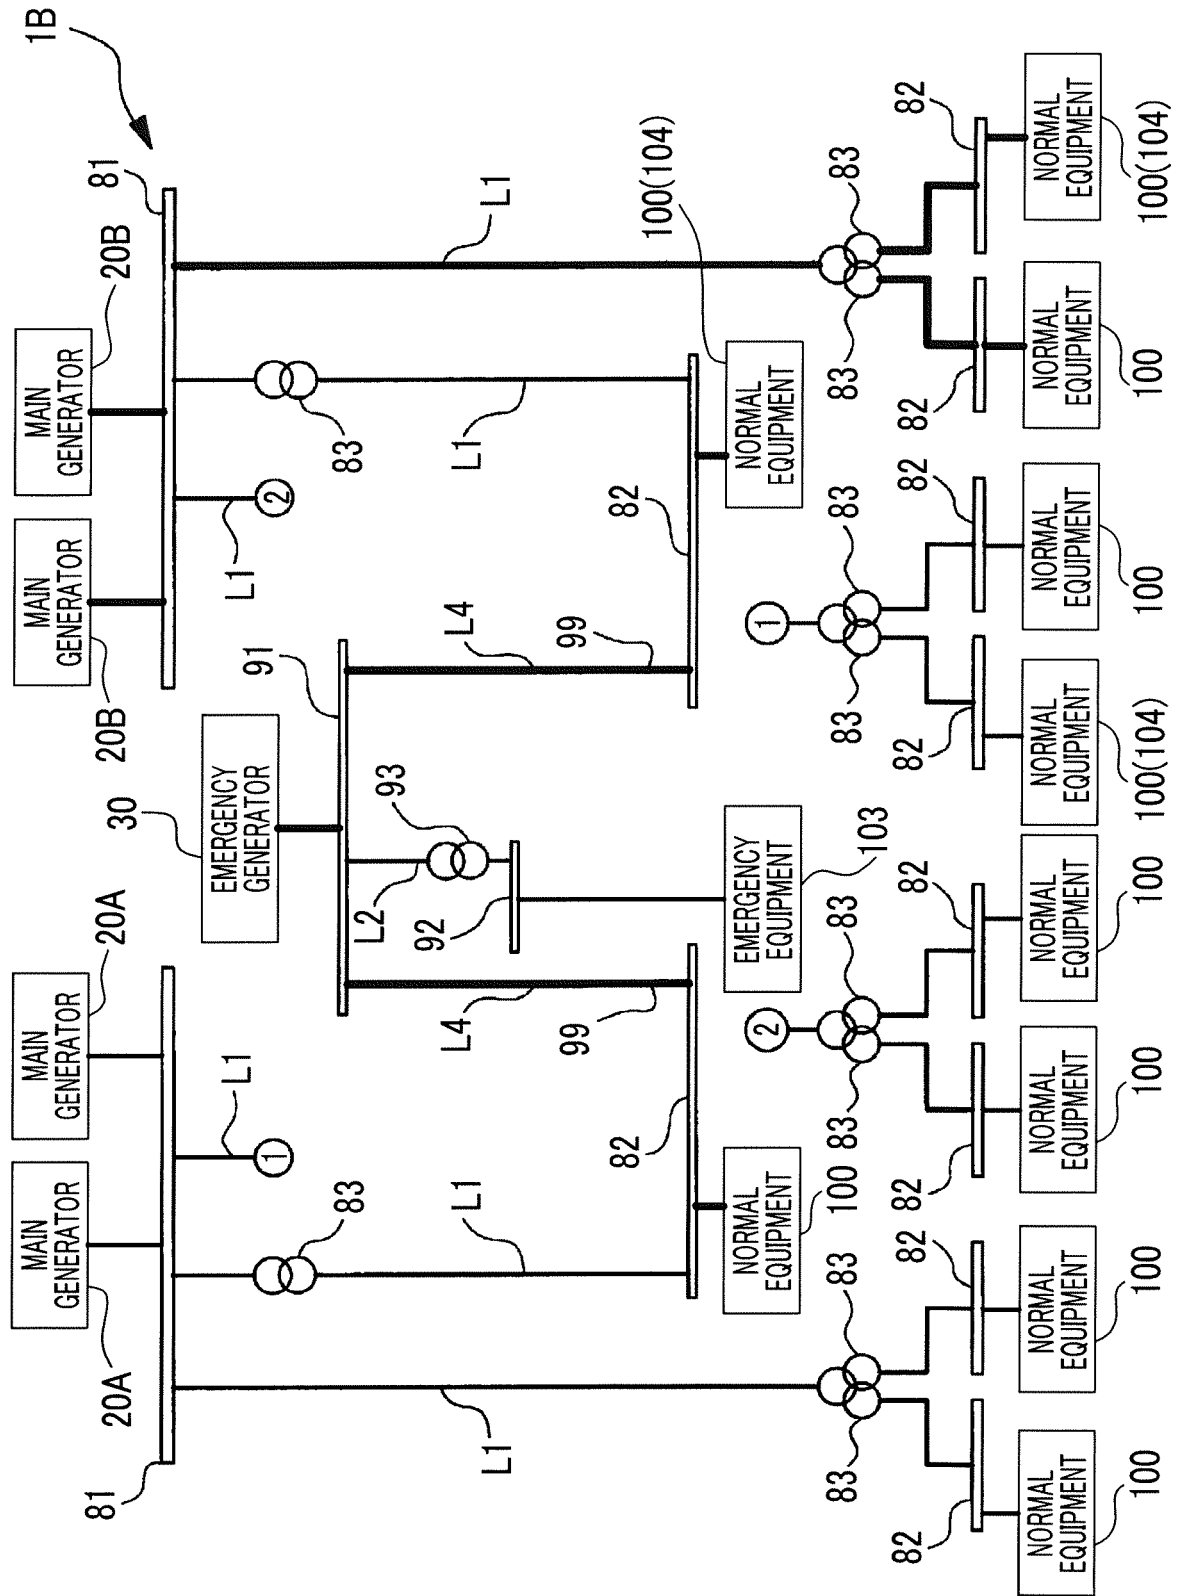 1B
MAIN
GENERATOR
MAIN
GENERATOR
MAIN
GENERATOR
MAIN
GENERATOR
81
20A
20A
30
20B
20B
81
EMERGENCY
GENERATOR
L1
L1
1
2
83
91
83
L2
93
92
L4
L4
L1
L1
L1
L1
99
99
82
82
100(104)
NORMAL
EQUIPMENT
EMERGENCY
EQUIPMENT
NORMAL
EQUIPMENT
2
1
100
103
83
83
83
83
83
83
83
83
82
82
82
82
82
82
82
82
NORMAL
EQUIPMENT
NORMAL
EQUIPMENT
NORMAL
EQUIPMENT
NORMAL
EQUIPMENT
NORMAL
EQUIPMENT
NORMAL
EQUIPMENT
NORMAL
EQUIPMENT
NORMAL
EQUIPMENT
100
100
100
100
100(104)
100
100
100(104)